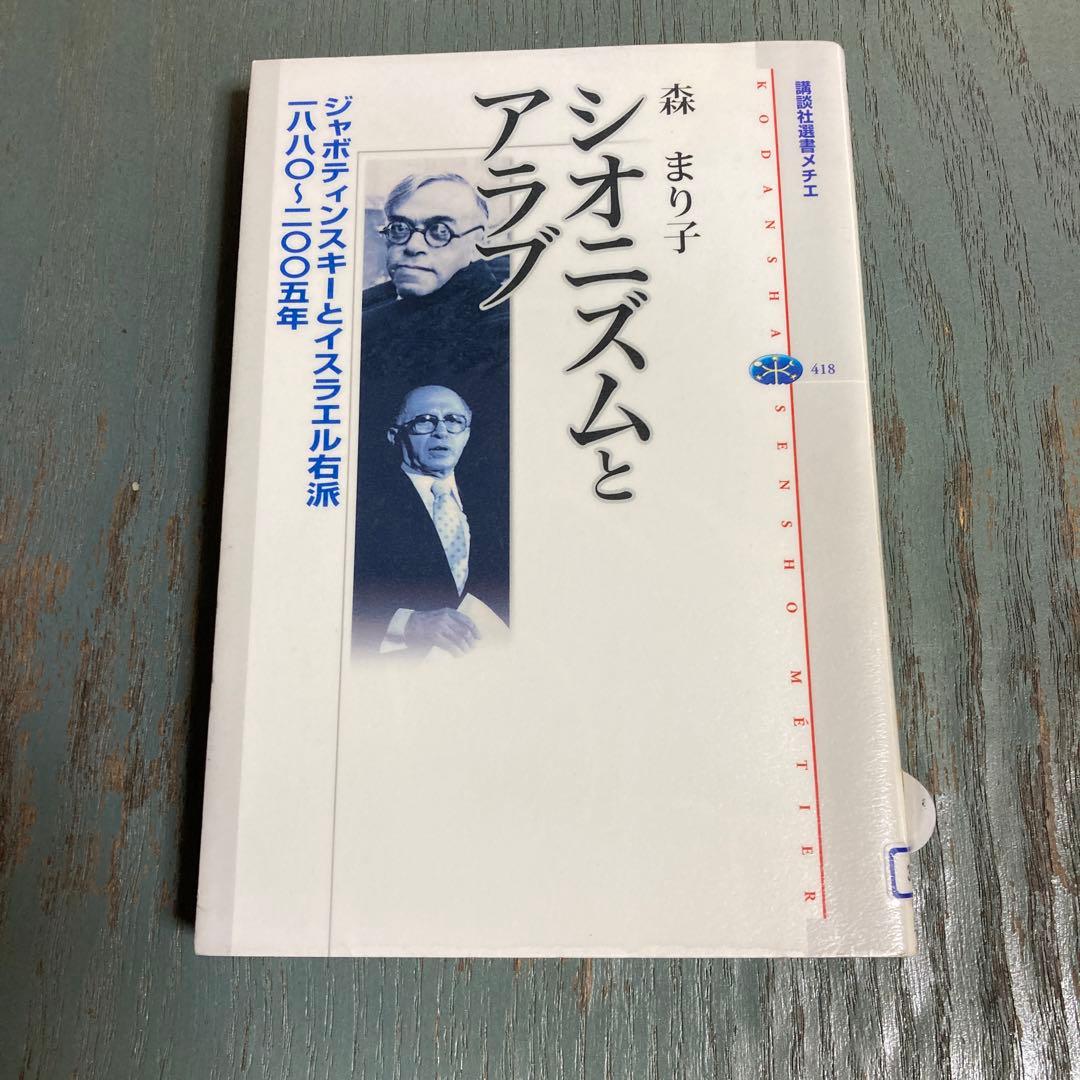 講談社選書メチエ
KODANSHA SENSHO MÉTIER
418
森 まり子
シオニズムと
アラブ
ジャボティンスキーとイスラエル右派
一八八〇～二〇〇五年